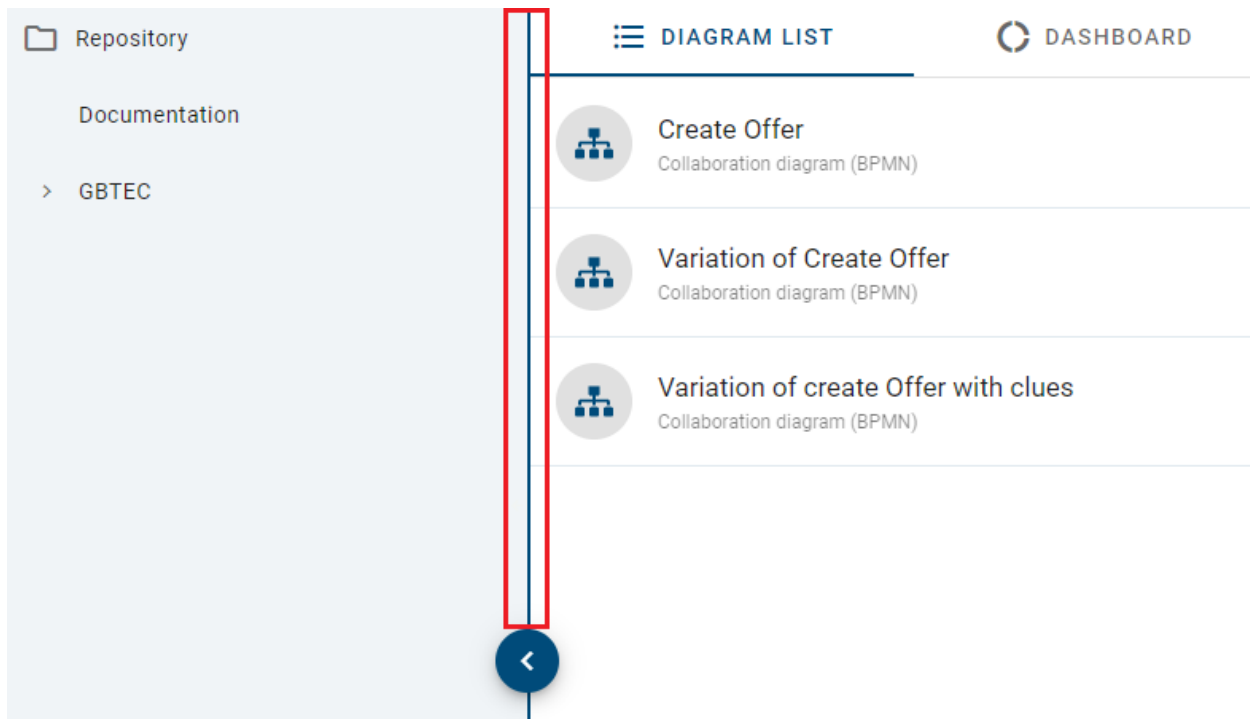 Repository
Documentation
GBTEC
DIAGRAM LIST
DASHBOARD
Create Offer
Collaboration diagram (BPMN)
Variation of Create Offer
Collaboration diagram (BPMN)
Variation of create Offer with clues
Collaboration diagram (BPMN)